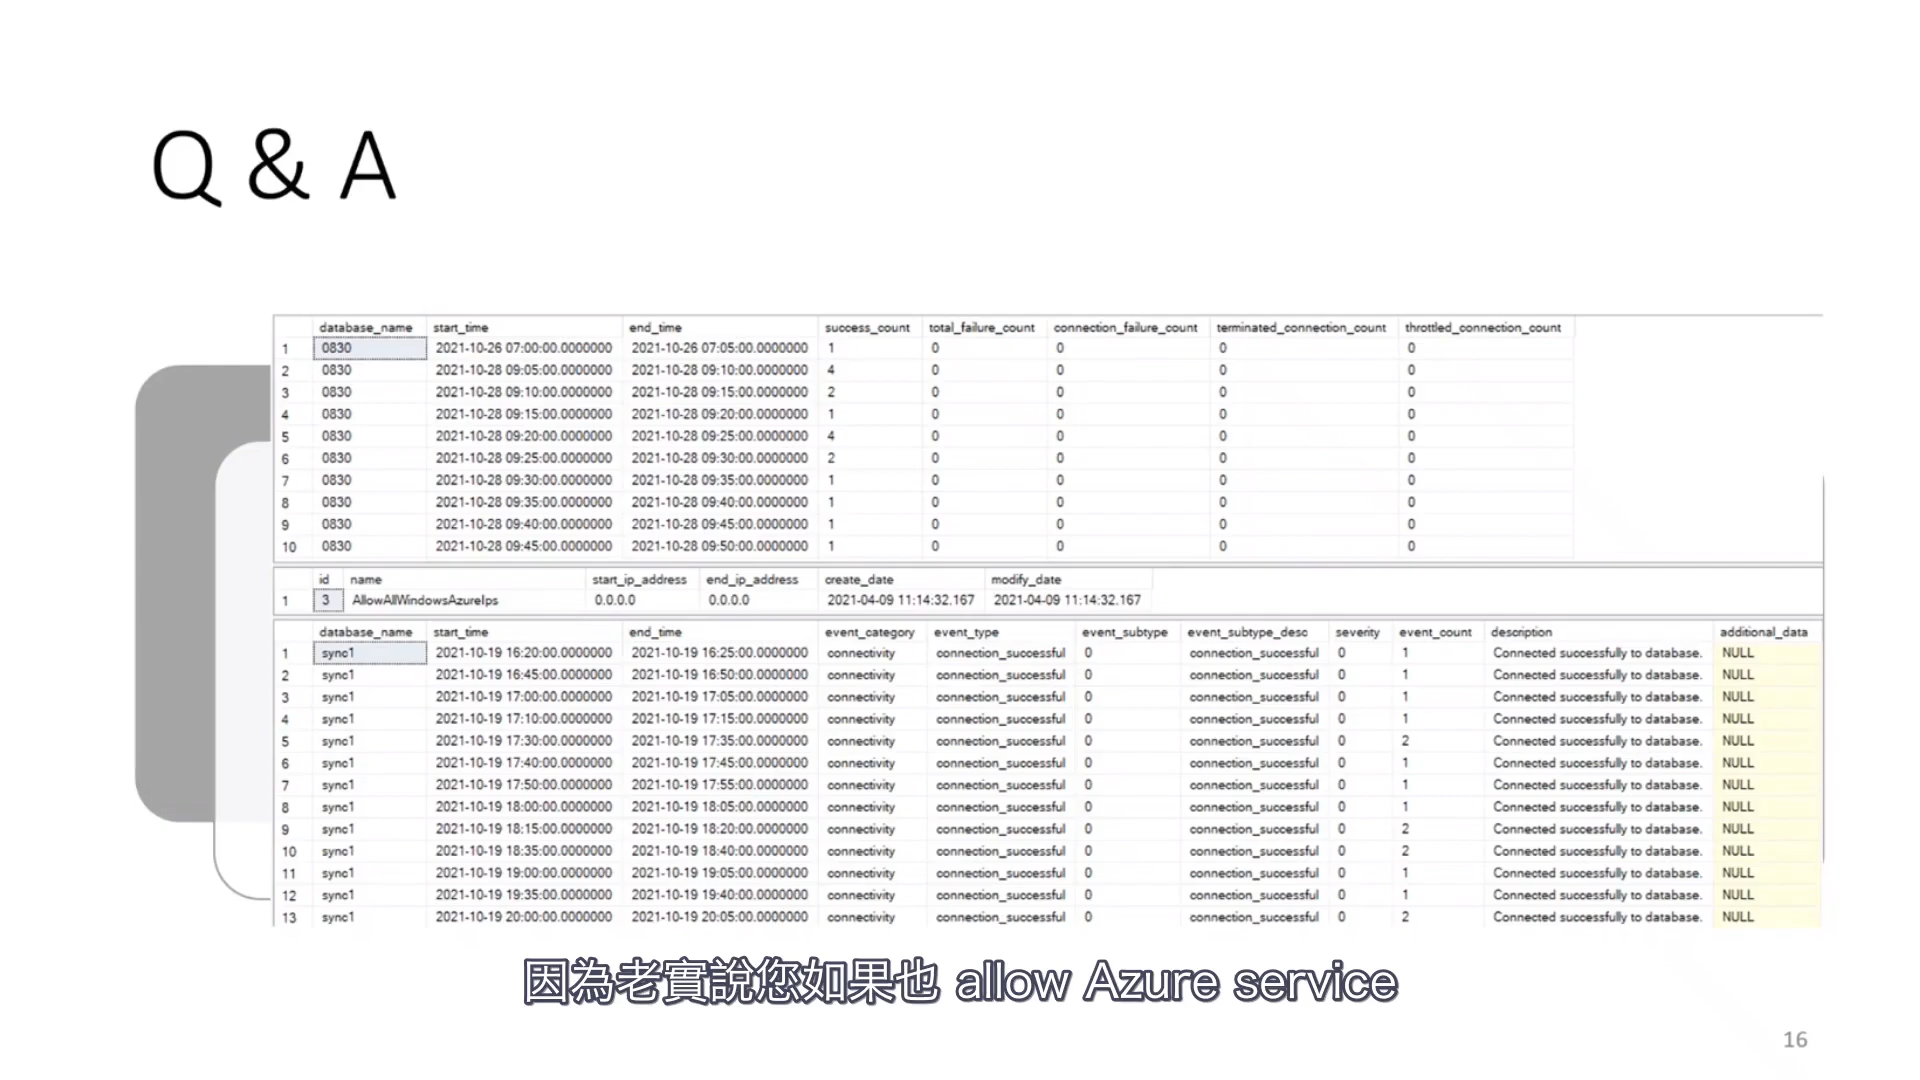 Q & A
database_name start_time end_time success_count total_failure_count connection_failure_count terminated_connection_count throttled_connection_count
1 0830 2021-10-26 07:00:00.0000000 2021-10-26 07:05:00.0000000 1 0 0 0 0
2 0830 2021-10-28 09:05:00.0000000 2021-10-28 09:10:00.0000000 4 0 0 0 0
3 0830 2021-10-28 09:10:00.0000000 2021-10-28 09:15:00.0000000 2 0 0 0 0
4 0830 2021-10-28 09:15:00.0000000 2021-10-28 09:20:00.0000000 1 0 0 0 0
5 0830 2021-10-28 09:20:00.0000000 2021-10-28 09:25:00.0000000 4 0 0 0 0
6 0830 2021-10-28 09:25:00.0000000 2021-10-28 09:30:00.0000000 2 0 0 0 0
7 0830 2021-10-28 09:30:00.0000000 2021-10-28 09:35:00.0000000 1 0 0 0 0
8 0830 2021-10-28 09:35:00.0000000 2021-10-28 09:40:00.0000000 1 0 0 0 0
9 0830 2021-10-28 09:40:00.0000000 2021-10-28 09:45:00.0000000 1 0 0 0 0
10 0830 2021-10-28 09:45:00.0000000 2021-10-28 09:50:00.0000000 1 0 0 0 0
id name start_ip_address end_ip_address create_date modify_date
1 3 AllowAllWindowsAzureIps 0.0.0.0 0.0.0.0 2021-04-09 11:14:32.167 2021-04-09 11:14:32.167
database_name start_time end_time event_category event_type event_subtype event_subtype_desc severity event_count description additional_data
1 sync1 2021-10-19 16:20:00.0000000 2021-10-19 16:25:00.0000000 connectivity connection_successful 0 connection_successful 0 1 Connected successfully to database. NULL
2 sync1 2021-10-19 16:45:00.0000000 2021-10-19 16:50:00.0000000 connectivity connection_successful 0 connection_successful 0 1 Connected successfully to database. NULL
3 sync1 2021-10-19 17:00:00.0000000 2021-10-19 17:05:00.0000000 connectivity connection_successful 0 connection_successful 0 1 Connected successfully to database. NULL
4 sync1 2021-10-19 17:10:00.0000000 2021-10-19 17:15:00.0000000 connectivity connection_successful 0 connection_successful 0 1 Connected successfully to database. NULL
5 sync1 2021-10-19 17:30:00.0000000 2021-10-19 17:35:00.0000000 connectivity connection_successful 0 connection_successful 0 2 Connected successfully to database. NULL
6 sync1 2021-10-19 17:40:00.0000000 2021-10-19 17:45:00.0000000 connectivity connection_successful 0 connection_successful 0 1 Connected successfully to database. NULL
7 sync1 2021-10-19 17:50:00.0000000 2021-10-19 17:55:00.0000000 connectivity connection_successful 0 connection_successful 0 1 Connected successfully to database. NULL
8 sync1 2021-10-19 18:00:00.0000000 2021-10-19 18:05:00.0000000 connectivity connection_successful 0 connection_successful 0 1 Connected successfully to database. NULL
9 sync1 2021-10-19 18:15:00.0000000 2021-10-19 18:20:00.0000000 connectivity connection_successful 0 connection_successful 0 2 Connected successfully to database. NULL
10 sync1 2021-10-19 18:35:00.0000000 2021-10-19 18:40:00.0000000 connectivity connection_successful 0 connection_successful 0 2 Connected successfully to database. NULL
11 sync1 2021-10-19 19:00:00.0000000 2021-10-19 19:05:00.0000000 connectivity connection_successful 0 connection_successful 0 1 Connected successfully to database. NULL
12 sync1 2021-10-19 19:35:00.0000000 2021-10-19 19:40:00.0000000 connectivity connection_successful 0 connection_successful 0 1 Connected successfully to database. NULL
13 sync1 2021-10-19 20:00:00.0000000 2021-10-19 20:05:00.0000000 connectivity connection_successful 0 connection_successful 0 2 Connected successfully to database. NULL
因為老實說您如果也 allow Azure service
16